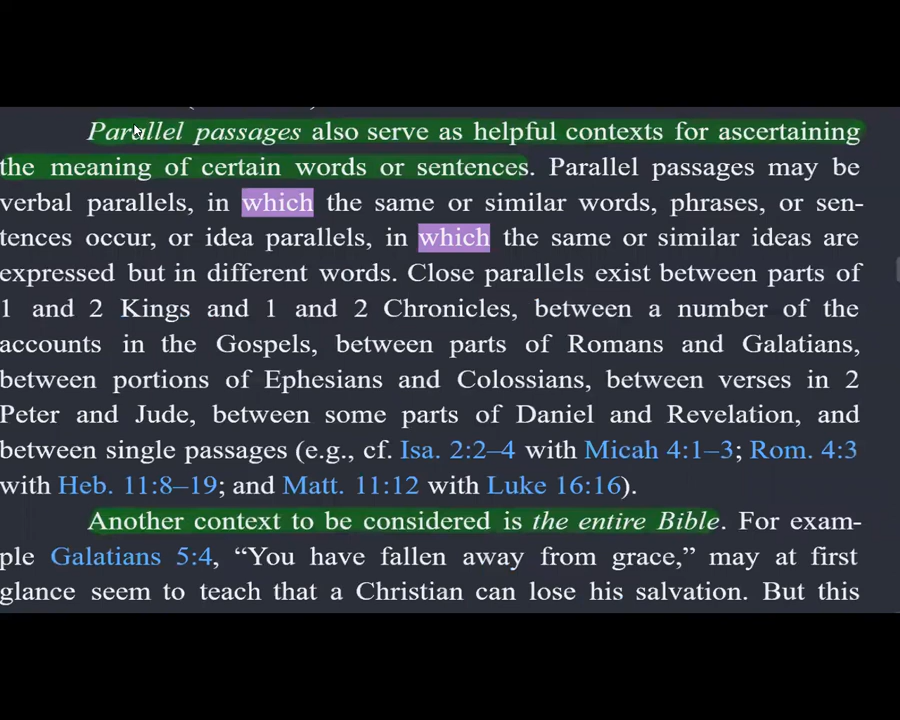 Parallel passages also serve as helpful contexts for ascertaining
the meaning of certain words or sentences. Parallel passages may be
verbal parallels, in which the same or similar words, phrases, or sen-
tences occur, or idea parallels, in which the same or similar ideas are
expressed but in different words. Close parallels exist between parts of
1 and 2 Kings and 1 and 2 Chronicles, between a number of the
accounts in the Gospels, between parts of Romans and Galatians,
between portions of Ephesians and Colossians, between verses in 2
Peter and Jude, between some parts of Daniel and Revelation, and
between single passages (e.g., cf. Isa. 2:2–4 with Micah 4:1–3; Rom. 4:3
with Heb. 11:8–19; and Matt. 11:12 with Luke 16:16).
Another context to be considered is the entire Bible. For exam-
ple Galatians 5:4, “You have fallen away from grace,” may at first
glance seem to teach that a Christian can lose his salvation. But this